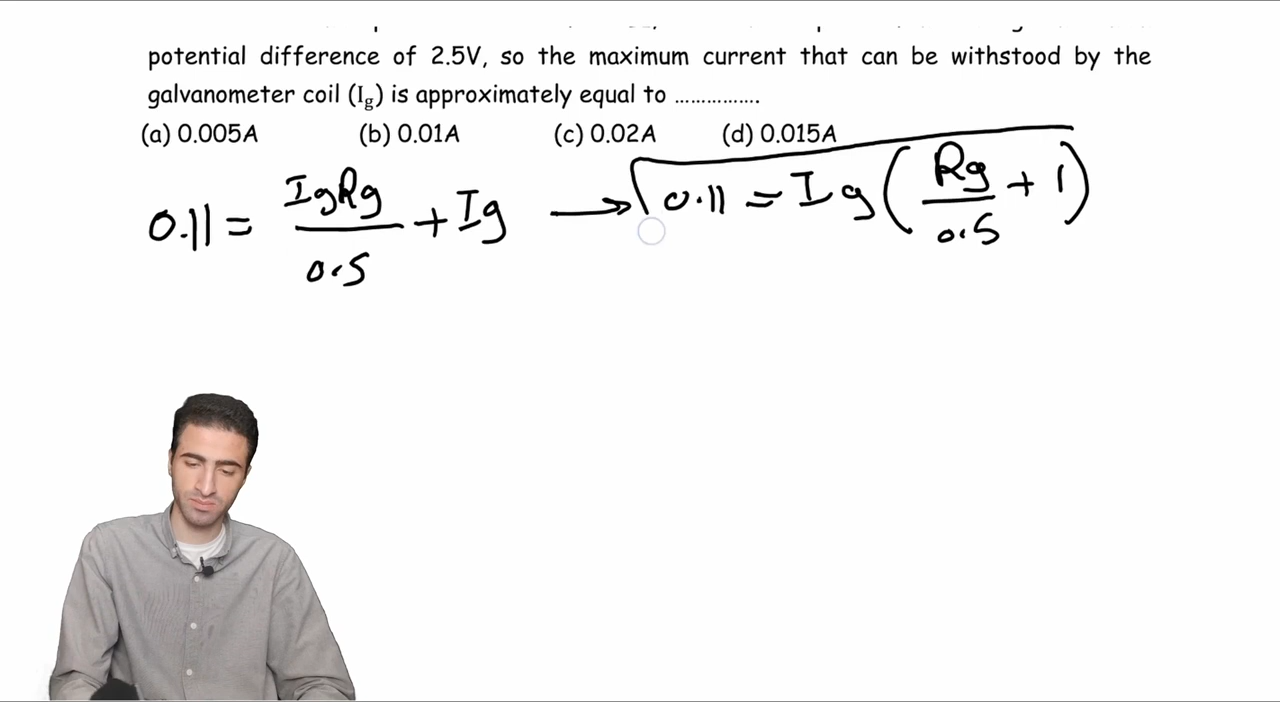 potential difference of 2.5V, so the maximum current that can be withstood by the
galvanometer coil (Ig) is approximately equal to ................
(a) 0.005A (b) 0.01A (c) 0.02A (d) 0.015A
0.11 = IgRg / 0.5 + Ig → 0.11 = Ig ( Rg / 0.5 + 1 )